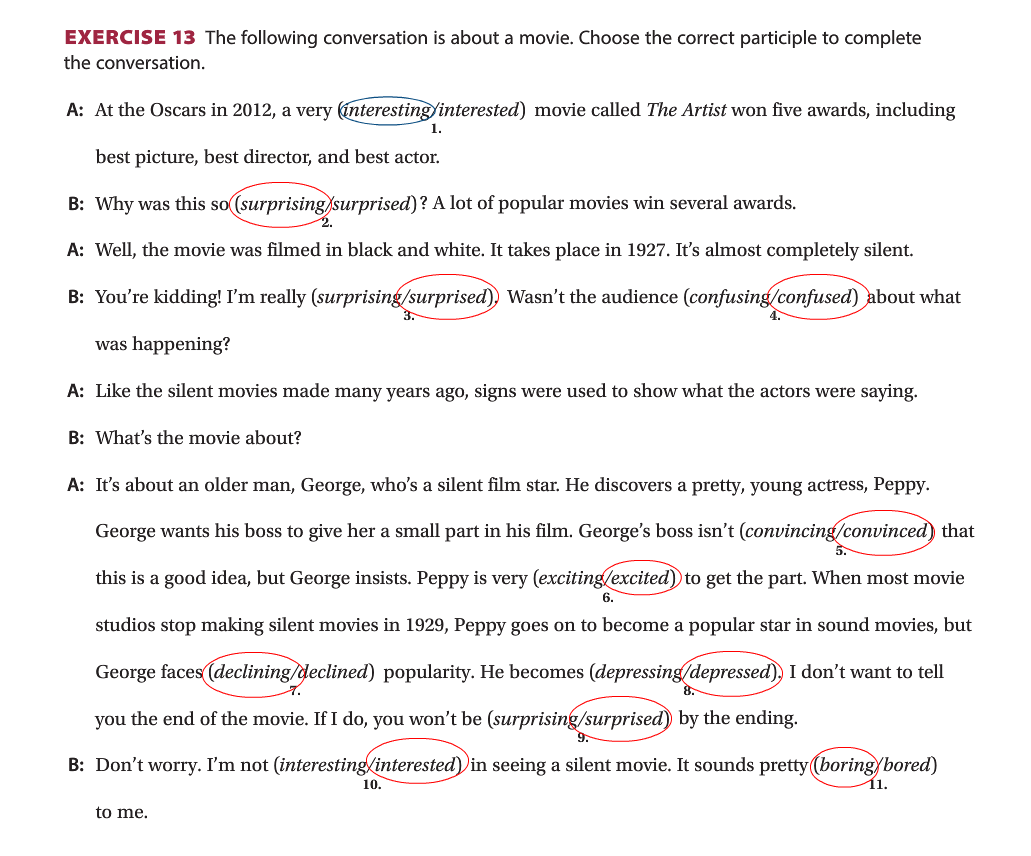 EXERCISE 13 The following conversation is about a movie. Choose the correct participle to complete
the conversation.
A: At the Oscars in 2012, a very (interesting/interested) movie called The Artist won five awards, including
1.
best picture, best director, and best actor.
B: Why was this so (surprising/surprised)? A lot of popular movies win several awards.
2.
A: Well, the movie was filmed in black and white. It takes place in 1927. It's almost completely silent.
B: You're kidding! I'm really (surprising/surprised). Wasn't the audience (confusing/confused) about what
3. 4.
was happening?
A: Like the silent movies made many years ago, signs were used to show what the actors were saying.
B: What's the movie about?
A: It's about an older man, George, who's a silent film star. He discovers a pretty, young actress, Peppy.
George wants his boss to give her a small part in his film. George's boss isn't (convincing/convinced) that
5.
this is a good idea, but George insists. Peppy is very (exciting/excited) to get the part. When most movie
6.
studios stop making silent movies in 1929, Peppy goes on to become a popular star in sound movies, but
George faces (declining/declined) popularity. He becomes (depressing/depressed). I don't want to tell
7. 8.
you the end of the movie. If I do, you won't be (surprising/surprised) by the ending.
9.
B: Don't worry. I'm not (interesting/interested) in seeing a silent movie. It sounds pretty (boring/bored)
10. 11.
to me.